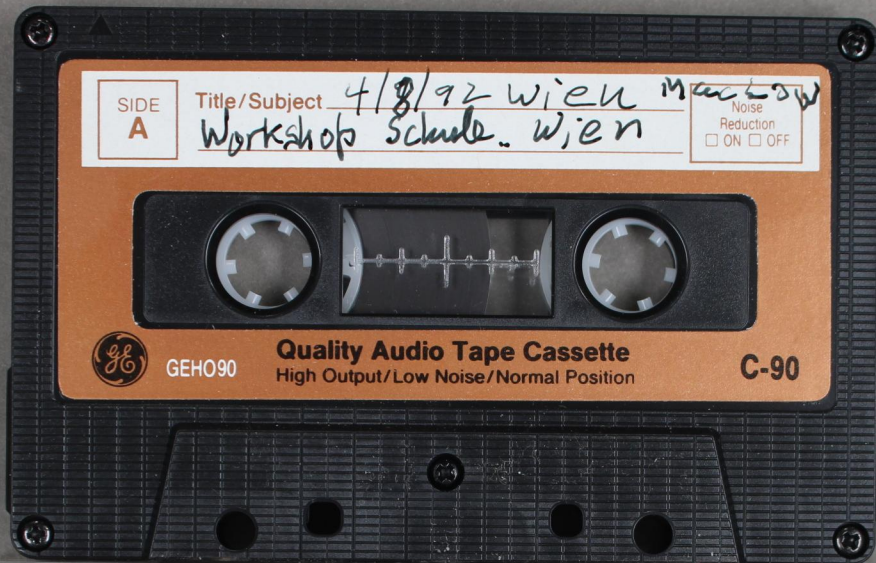 SIDE
A
Title/Subject 4/8/92 Wien Mac Low
Workshop Schule.. Wien
Noise
Reduction
☐ ON ☐ OFF
GE
GEHO90
Quality Audio Tape Cassette
High Output/Low Noise/Normal Position
C-90